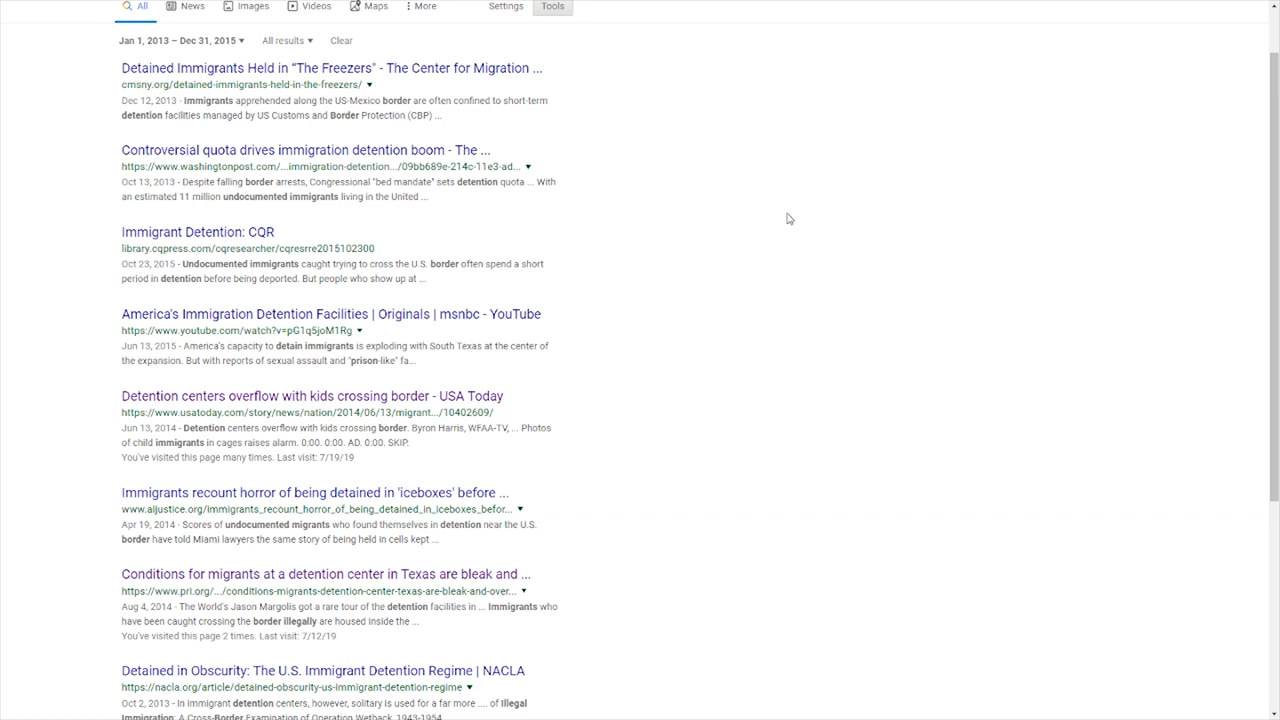 All News Images Videos Maps More Settings Tools
Jan 1, 2013 – Dec 31, 2015 All results Clear
Detained Immigrants Held in “The Freezers" - The Center for Migration ...
cmsny.org/detained-immigrants-held-in-the-freezers/
Dec 12, 2013 - Immigrants apprehended along the US-Mexico border are often confined to short-term
detention facilities managed by US Customs and Border Protection (CBP) ...
Controversial quota drives immigration detention boom - The ...
https://www.washingtonpost.com/...immigration-detention.../09bb689e-214c-11e3-ad...
Oct 13, 2013 - Despite falling border arrests, Congressional "bed mandate" sets detention quota ... With
an estimated 11 million undocumented immigrants living in the United ...
Immigrant Detention: CQR
library.cqpress.com/cqresearcher/cqresrre2015102300
Oct 23, 2015 - Undocumented immigrants caught trying to cross the U.S. border often spend a short
period in detention before being deported. But people who show up at ...
America's Immigration Detention Facilities | Originals | msnbc - YouTube
https://www.youtube.com/watch?v=pG1q5joM1Rg
Jun 13, 2015 - America's capacity to detain immigrants is exploding with South Texas at the center of
the expansion. But with reports of sexual assault and "prison-like" fa...
Detention centers overflow with kids crossing border - USA Today
https://www.usatoday.com/story/news/nation/2014/06/13/migrant.../10402609/
Jun 13, 2014 - Detention centers overflow with kids crossing border. Byron Harris, WFAA-TV, ... Photos
of child immigrants in cages raises alarm. 0:00. 0:00. AD. 0:00. SKIP.
You've visited this page many times. Last visit: 7/19/19
Immigrants recount horror of being detained in 'iceboxes' before ...
www.aijustice.org/immigrants_recount_horror_of_being_detained_in_iceboxes_befor...
Apr 19, 2014 - Scores of undocumented migrants who found themselves in detention near the U.S.
border have told Miami lawyers the same story of being held in cells kept ...
Conditions for migrants at a detention center in Texas are bleak and ...
https://www.pri.org/.../conditions-migrants-detention-center-texas-are-bleak-and-over...
Aug 4, 2014 - The World's Jason Margolis got a rare tour of the detention facilities in ... Immigrants who
have been caught crossing the border illegally are housed inside the ...
You've visited this page 2 times. Last visit: 7/12/19
Detained in Obscurity: The U.S. Immigrant Detention Regime | NACLA
https://nacla.org/article/detained-obscurity-us-immigrant-detention-regime
Oct 2, 2013 - In immigrant detention centers, however, solitary is used for a far more .... of Illegal
Immigration: A Cross-Border Examination of Operation Wetback, 1943-1954